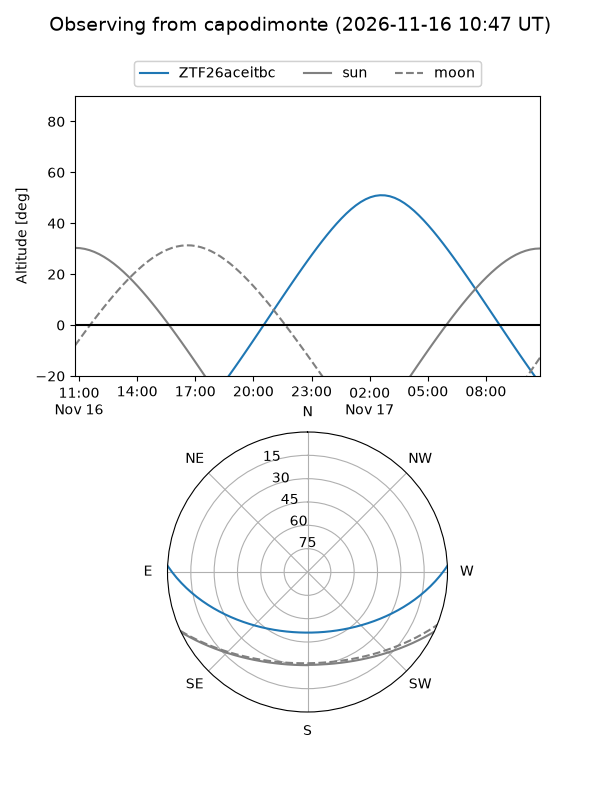 Observing from capodimonte (2026-11-16 10:47 UT)
ZTF26aceitbc
sun
moon
Altitude [deg]
80
60
40
20
0
−20
11:00 14:00 17:00 20:00 23:00 02:00 05:00 08:00
Nov 16 Nov 17
N
NE NW
15
30
45
60
75
E W
SE SW
S